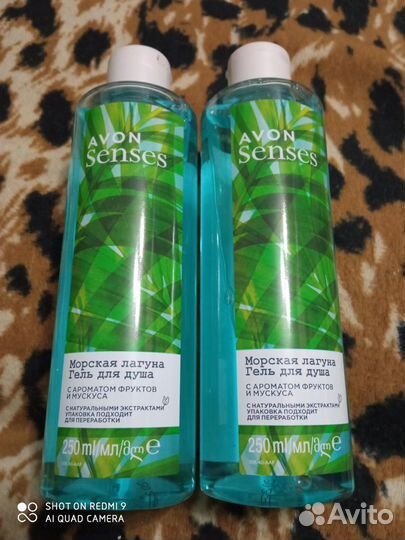 AVON
senses
Морская лагуна
Гель для душа
С АРОМАТОМ ФРУКТОВ
И МУСКУСА
С НАТУРАЛЬНЫМИ ЭКСТРАКТАМИ
УПАКОВКА ПОДХОДИТ
ДЛЯ ПЕРЕРАБОТКИ
250 ml/мл/მლ e
AVON
senses
Морская лагуна
Гель для душа
С АРОМАТОМ ФРУКТОВ
И МУСКУСА
С НАТУРАЛЬНЫМИ ЭКСТРАКТАМИ
УПАКОВКА ПОДХОДИТ
ДЛЯ ПЕРЕРАБОТКИ
250 ml/мл/მლ e
SHOT ON REDMI 9
AI QUAD CAMERA
Avito